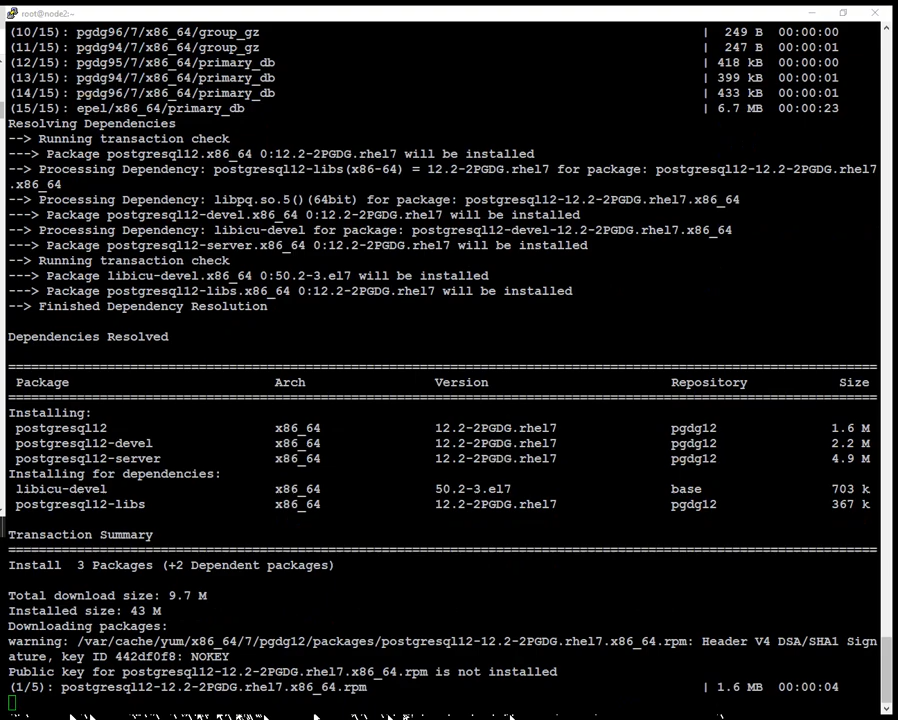 root@node2:~
(10/15): pgdg96/7/x86_64/group_gz | 249 B 00:00:00
(11/15): pgdg94/7/x86_64/group_gz | 247 B 00:00:01
(12/15): pgdg95/7/x86_64/primary_db | 418 kB 00:00:00
(13/15): pgdg94/7/x86_64/primary_db | 399 kB 00:00:01
(14/15): pgdg96/7/x86_64/primary_db | 433 kB 00:00:01
(15/15): epel/x86_64/primary_db | 6.7 MB 00:00:23
Resolving Dependencies
--> Running transaction check
---> Package postgresql12.x86_64 0:12.2-2PGDG.rhel7 will be installed
--> Processing Dependency: postgresql12-libs(x86-64) = 12.2-2PGDG.rhel7 for package: postgresql12-12.2-2PGDG.rhel7
.x86_64
--> Processing Dependency: libpq.so.5()(64bit) for package: postgresql12-12.2-2PGDG.rhel7.x86_64
---> Package postgresql12-devel.x86_64 0:12.2-2PGDG.rhel7 will be installed
--> Processing Dependency: libicu-devel for package: postgresql12-devel-12.2-2PGDG.rhel7.x86_64
---> Package postgresql12-server.x86_64 0:12.2-2PGDG.rhel7 will be installed
--> Running transaction check
---> Package libicu-devel.x86_64 0:50.2-3.el7 will be installed
---> Package postgresql12-libs.x86_64 0:12.2-2PGDG.rhel7 will be installed
--> Finished Dependency Resolution
Dependencies Resolved
Package Arch Version Repository Size
Installing:
postgresql12 x86_64 12.2-2PGDG.rhel7 pgdg12 1.6 M
postgresql12-devel x86_64 12.2-2PGDG.rhel7 pgdg12 2.2 M
postgresql12-server x86_64 12.2-2PGDG.rhel7 pgdg12 4.9 M
Installing for dependencies:
libicu-devel x86_64 50.2-3.el7 base 703 k
postgresql12-libs x86_64 12.2-2PGDG.rhel7 pgdg12 367 k
Transaction Summary
Install 3 Packages (+2 Dependent packages)
Total download size: 9.7 M
Installed size: 43 M
Downloading packages:
warning: /var/cache/yum/x86_64/7/pgdg12/packages/postgresql12-12.2-2PGDG.rhel7.x86_64.rpm: Header V4 DSA/SHA1 Sign
ature, key ID 442df0f8: NOKEY
Public key for postgresql12-12.2-2PGDG.rhel7.x86_64.rpm is not installed
(1/5): postgresql12-12.2-2PGDG.rhel7.x86_64.rpm | 1.6 MB 00:00:04